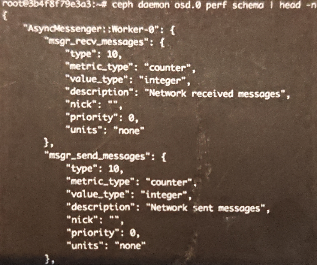 root@3b4f8f79e3a3:~# ceph daemon osd.0 perf schema | head -n
{
"AsyncMessenger::Worker-0": {
"msgr_recv_messages": {
"type": 10,
"metric_type": "counter",
"value_type": "integer",
"description": "Network received messages",
"nick": "",
"priority": 0,
"units": "none"
},
"msgr_send_messages": {
"type": 10,
"metric_type": "counter",
"value_type": "integer",
"description": "Network sent messages",
"nick": "",
"priority": 0,
"units": "none"
},